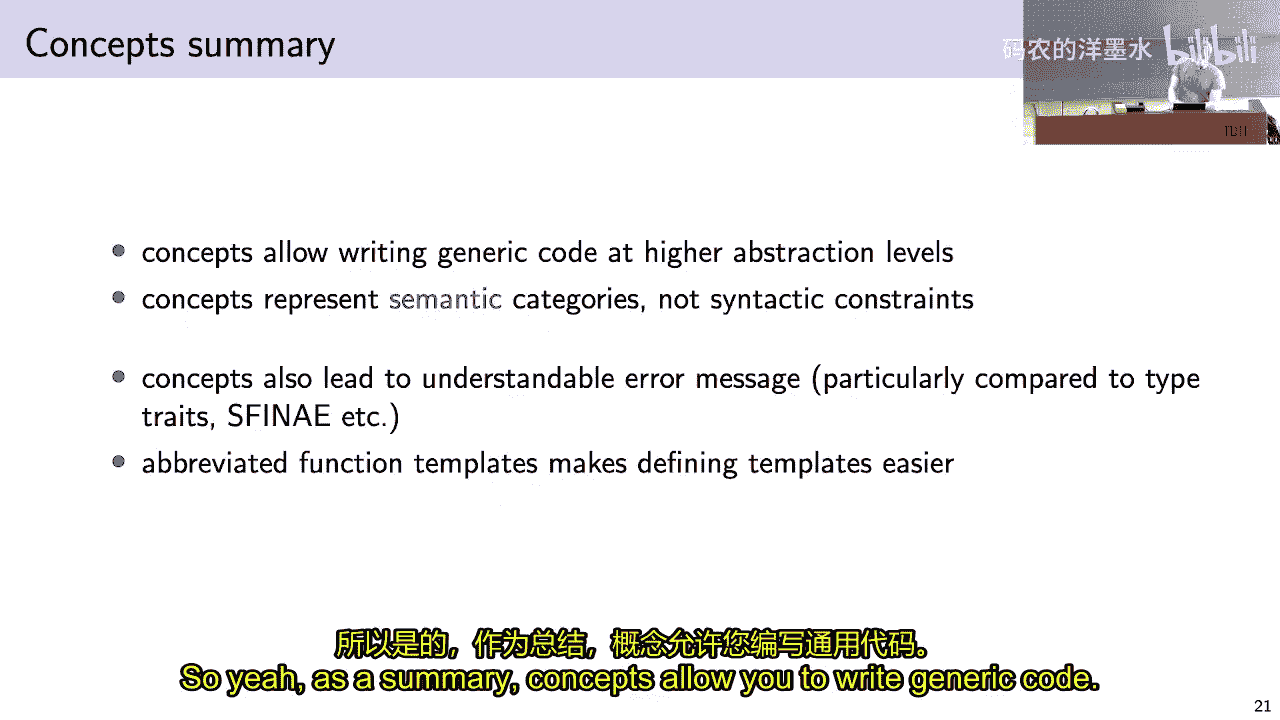 Concepts summary
码农的洋墨水 bilibili
• concepts allow writing generic code at higher abstraction levels
• concepts represent semantic categories, not syntactic constraints
• concepts also lead to understandable error message (particularly compared to type
traits, SFINAE etc.)
• abbreviated function templates makes defining templates easier
所以是的，作为总结，概念允许您编写通用代码。
So yeah, as a summary, concepts allow you to write generic code.
21